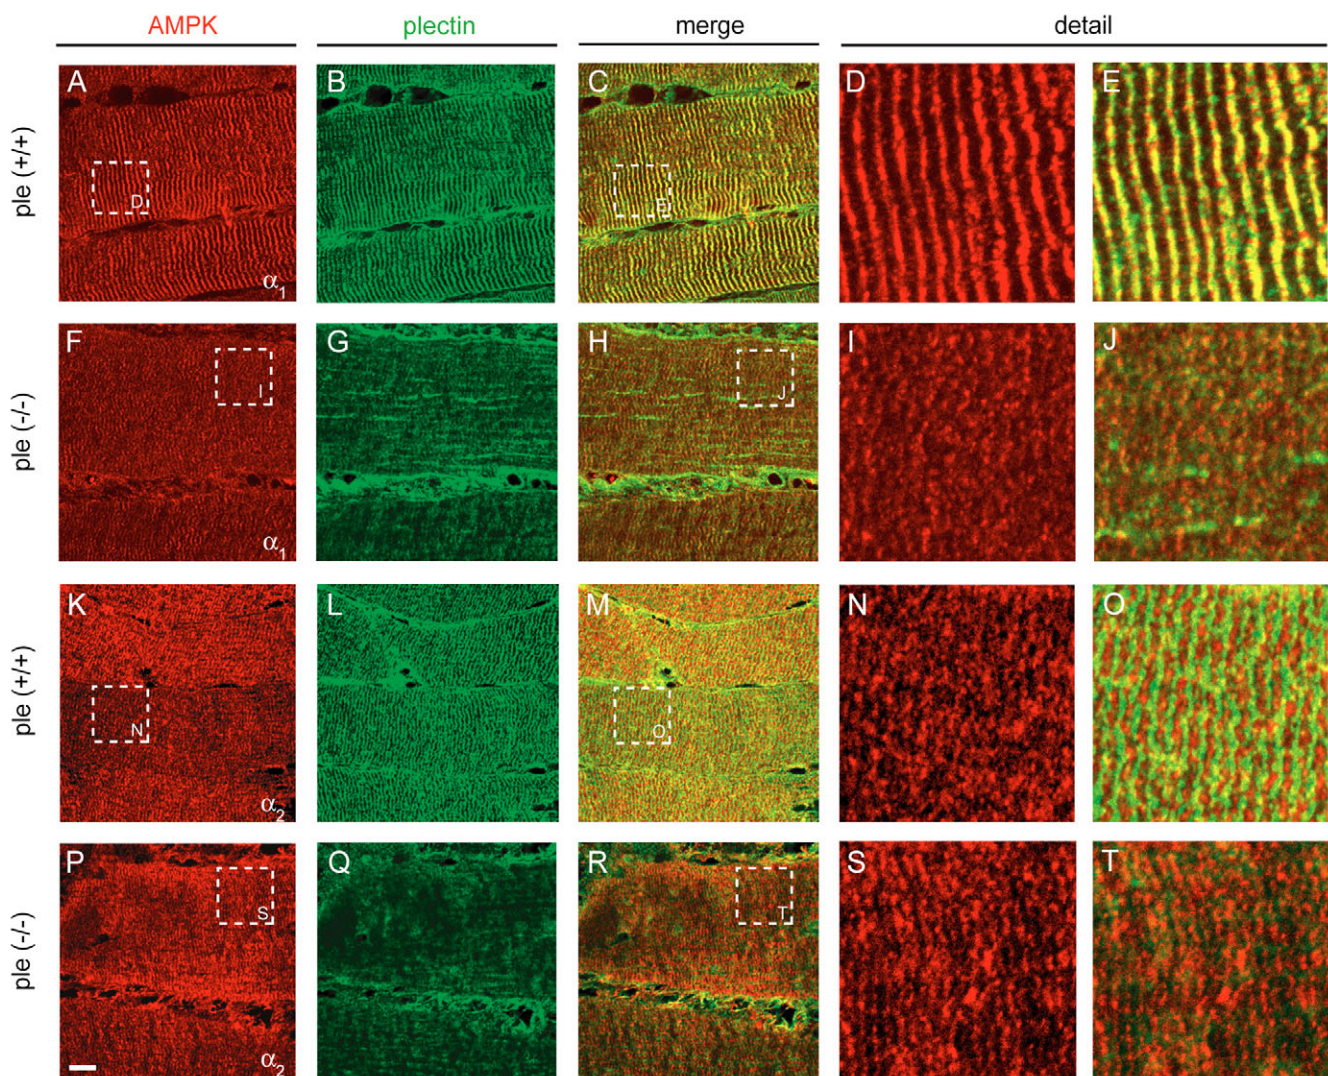 AMPK plectin merge detail
ple (+/+)
A B C D E
D E
α1
ple (-/-)
F G H I J
I J
α1
ple (+/+)
K L M N O
N O
α2
ple (-/-)
P Q R S T
S T
α2